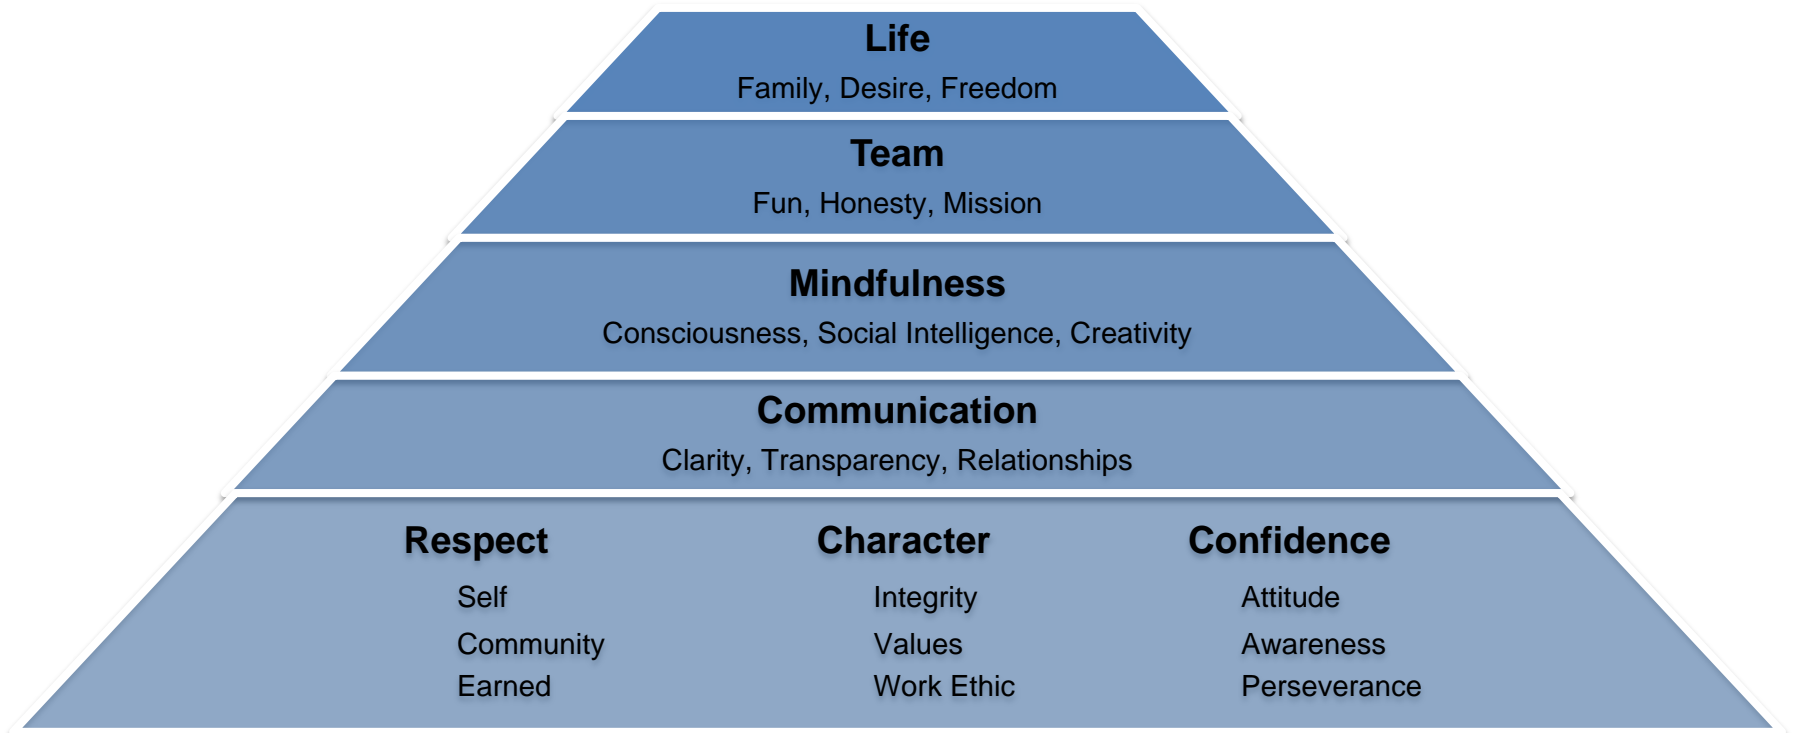 Life
Family, Desire, Freedom
Team
Fun, Honesty, Mission
Mindfulness
Consciousness, Social Intelligence, Creativity
Communication
Clarity, Transparency, Relationships
Respect Character Confidence
Self Integrity Attitude
Community Values Awareness
Earned Work Ethic Perseverance